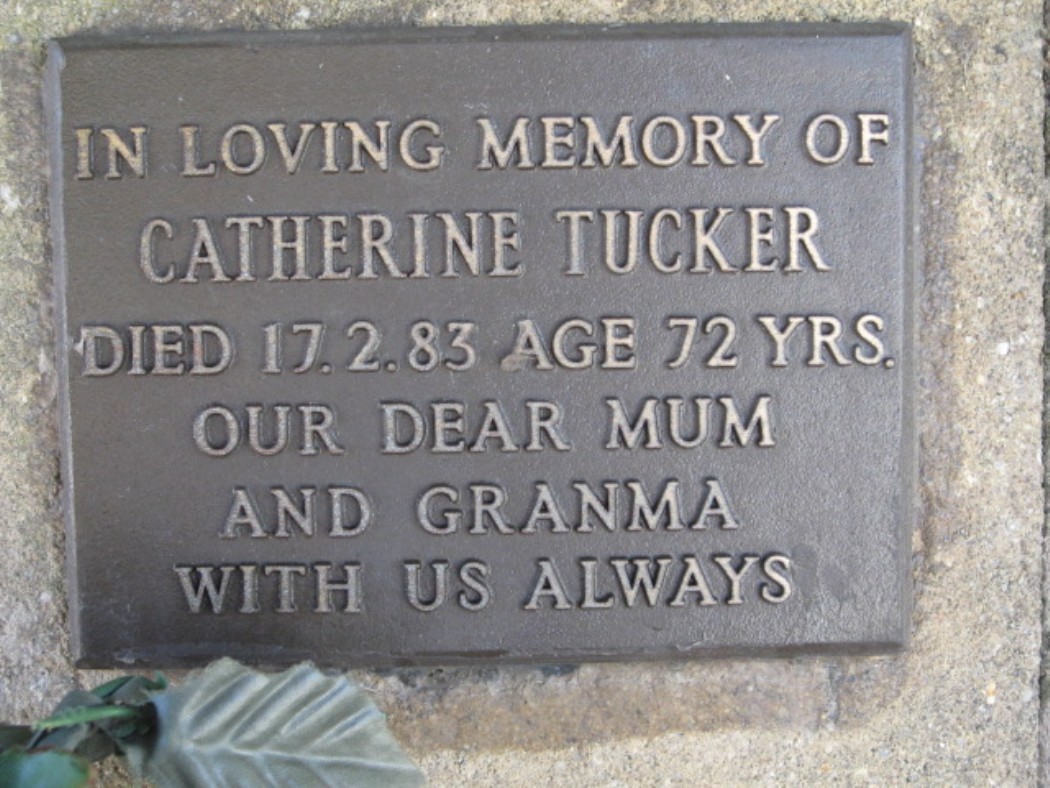 IN LOVING MEMORY OF
CATHERINE TUCKER
DIED 17.2.83 AGE 72 YRS.
OUR DEAR MUM
AND GRANMA
WITH US ALWAYS